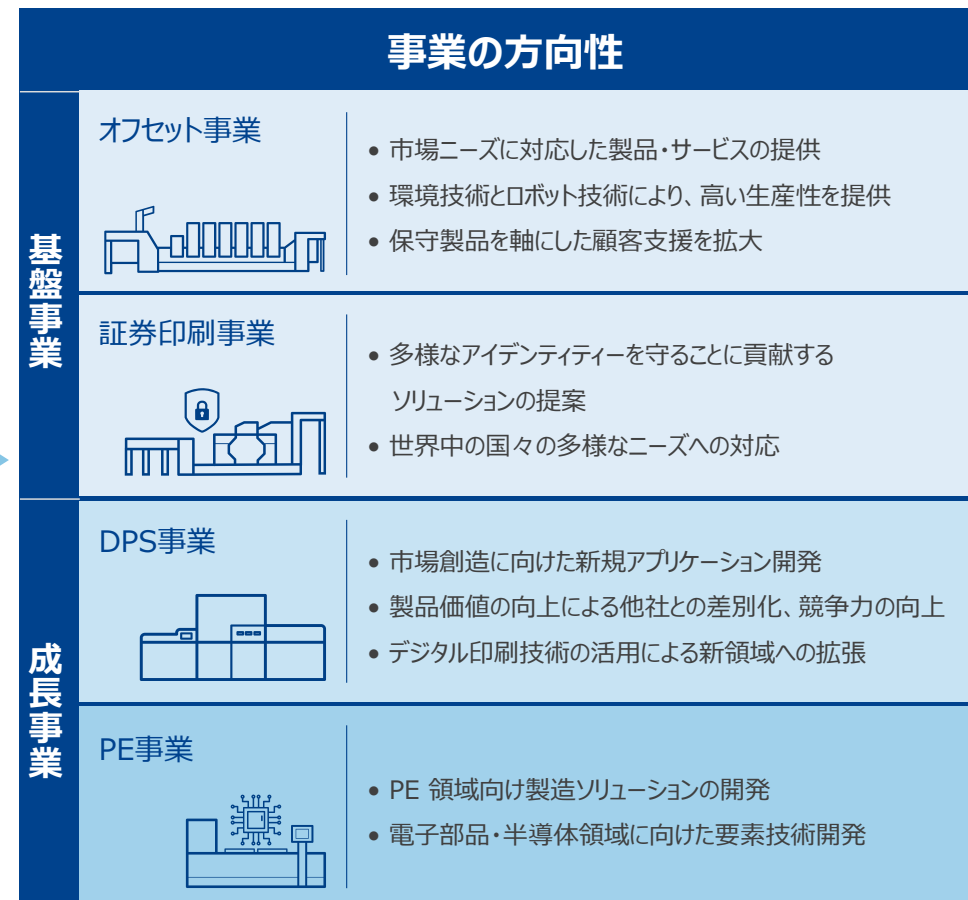 事業の方向性
基盤事業
オフセット事業
• 市場ニーズに対応した製品・サービスの提供
• 環境技術とロボット技術により、高い生産性を提供
• 保守製品を軸にした顧客支援を拡大
証券印刷事業
• 多様なアイデンティティーを守ることに貢献する
ソリューションの提案
• 世界中の国々の多様なニーズへの対応
成長事業
DPS事業
• 市場創造に向けた新規アプリケーション開発
• 製品価値の向上による他社との差別化、競争力の向上
• デジタル印刷技術の活用による新領域への拡張
PE事業
• PE 領域向け製造ソリューションの開発
• 電子部品・半導体領域に向けた要素技術開発